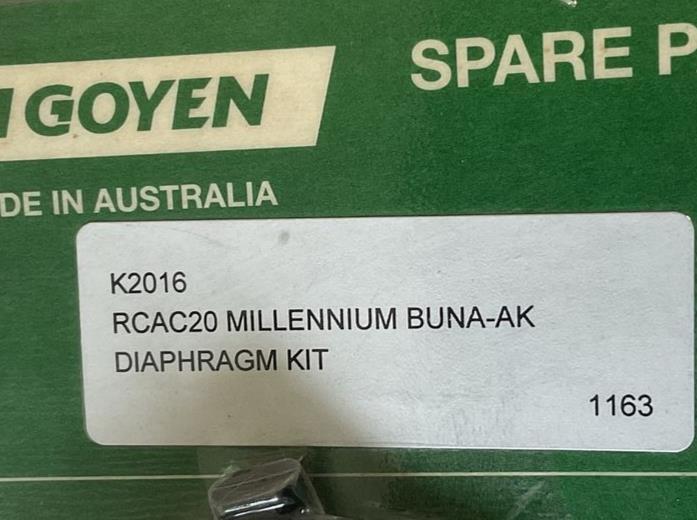 GOYEN
SPARE P
DE IN AUSTRALIA
K2016
RCAC20 MILLENNIUM BUNA-AK
DIAPHRAGM KIT
1163